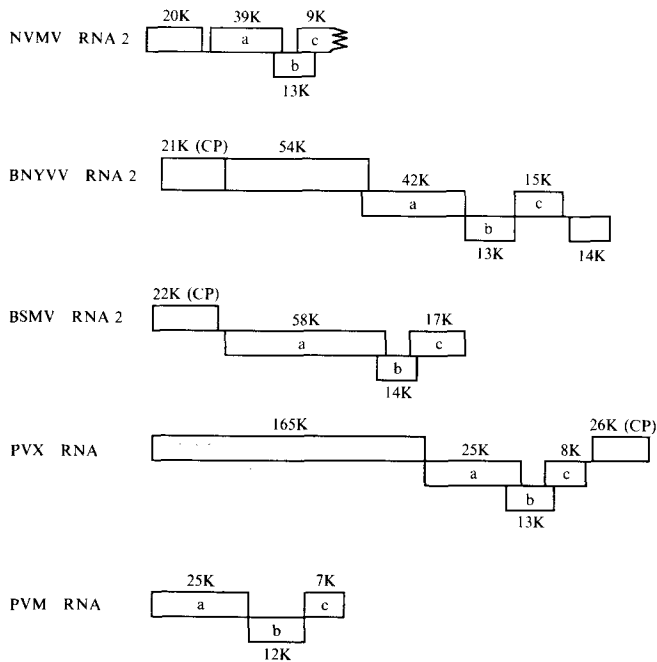 20K 39K 9K
NVMV RNA 2 a c
b
13K
21K (CP) 54K
BNYVV RNA 2 42K 15K
a c
b
13K 14K
22K (CP)
BSMV RNA 2 58K 17K
a c
b
14K
165K 26K (CP)
PVX RNA 25K 8K
a c
b
13K
25K 7K
PVM RNA a c
b
12K